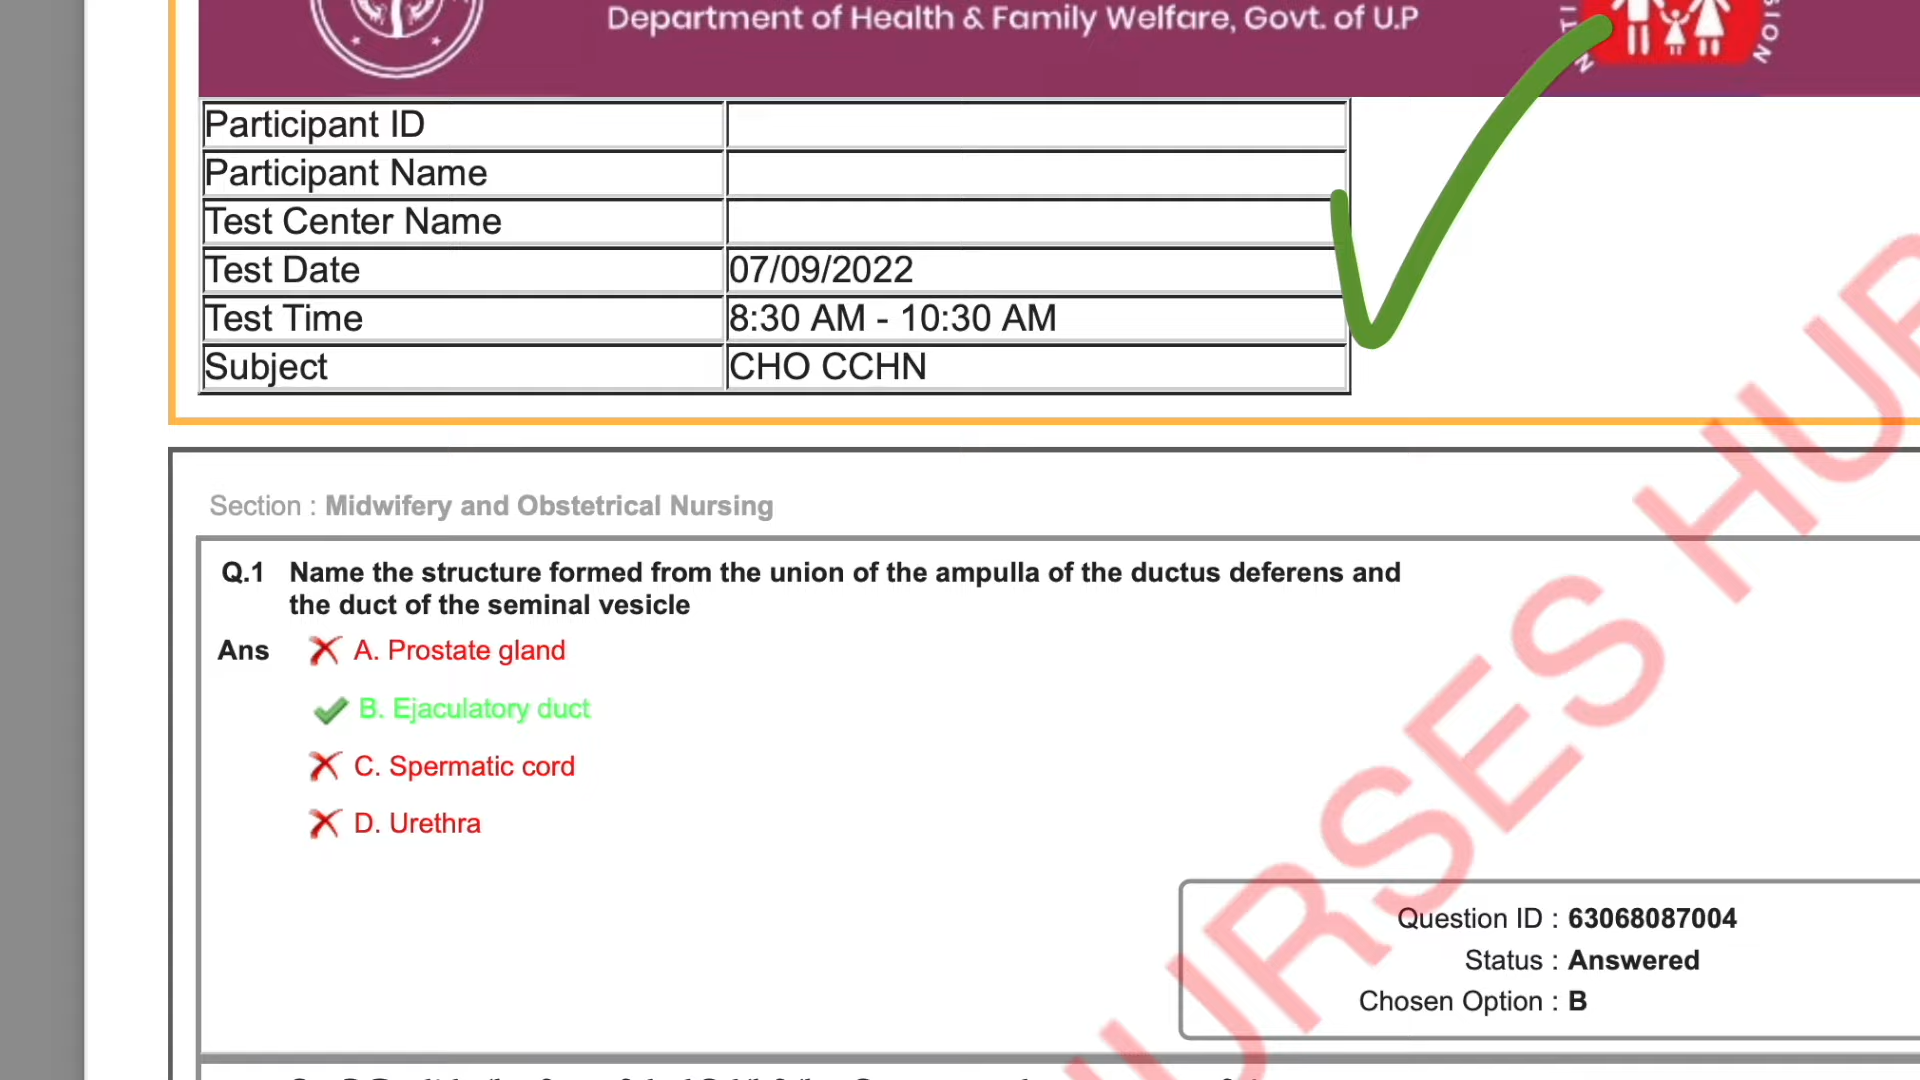 Department of Health & Family Welfare, Govt. of U.P
Participant ID
Participant Name
Test Center Name
Test Date 07/09/2022
Test Time 8:30 AM - 10:30 AM
Subject CHO CCHN
Section : Midwifery and Obstetrical Nursing
Q.1 Name the structure formed from the union of the ampulla of the ductus deferens and
the duct of the seminal vesicle
Ans A. Prostate gland
B. Ejaculatory duct
C. Spermatic cord
D. Urethra
Question ID : 63068087004
Status : Answered
Chosen Option : B
NURSES HUB